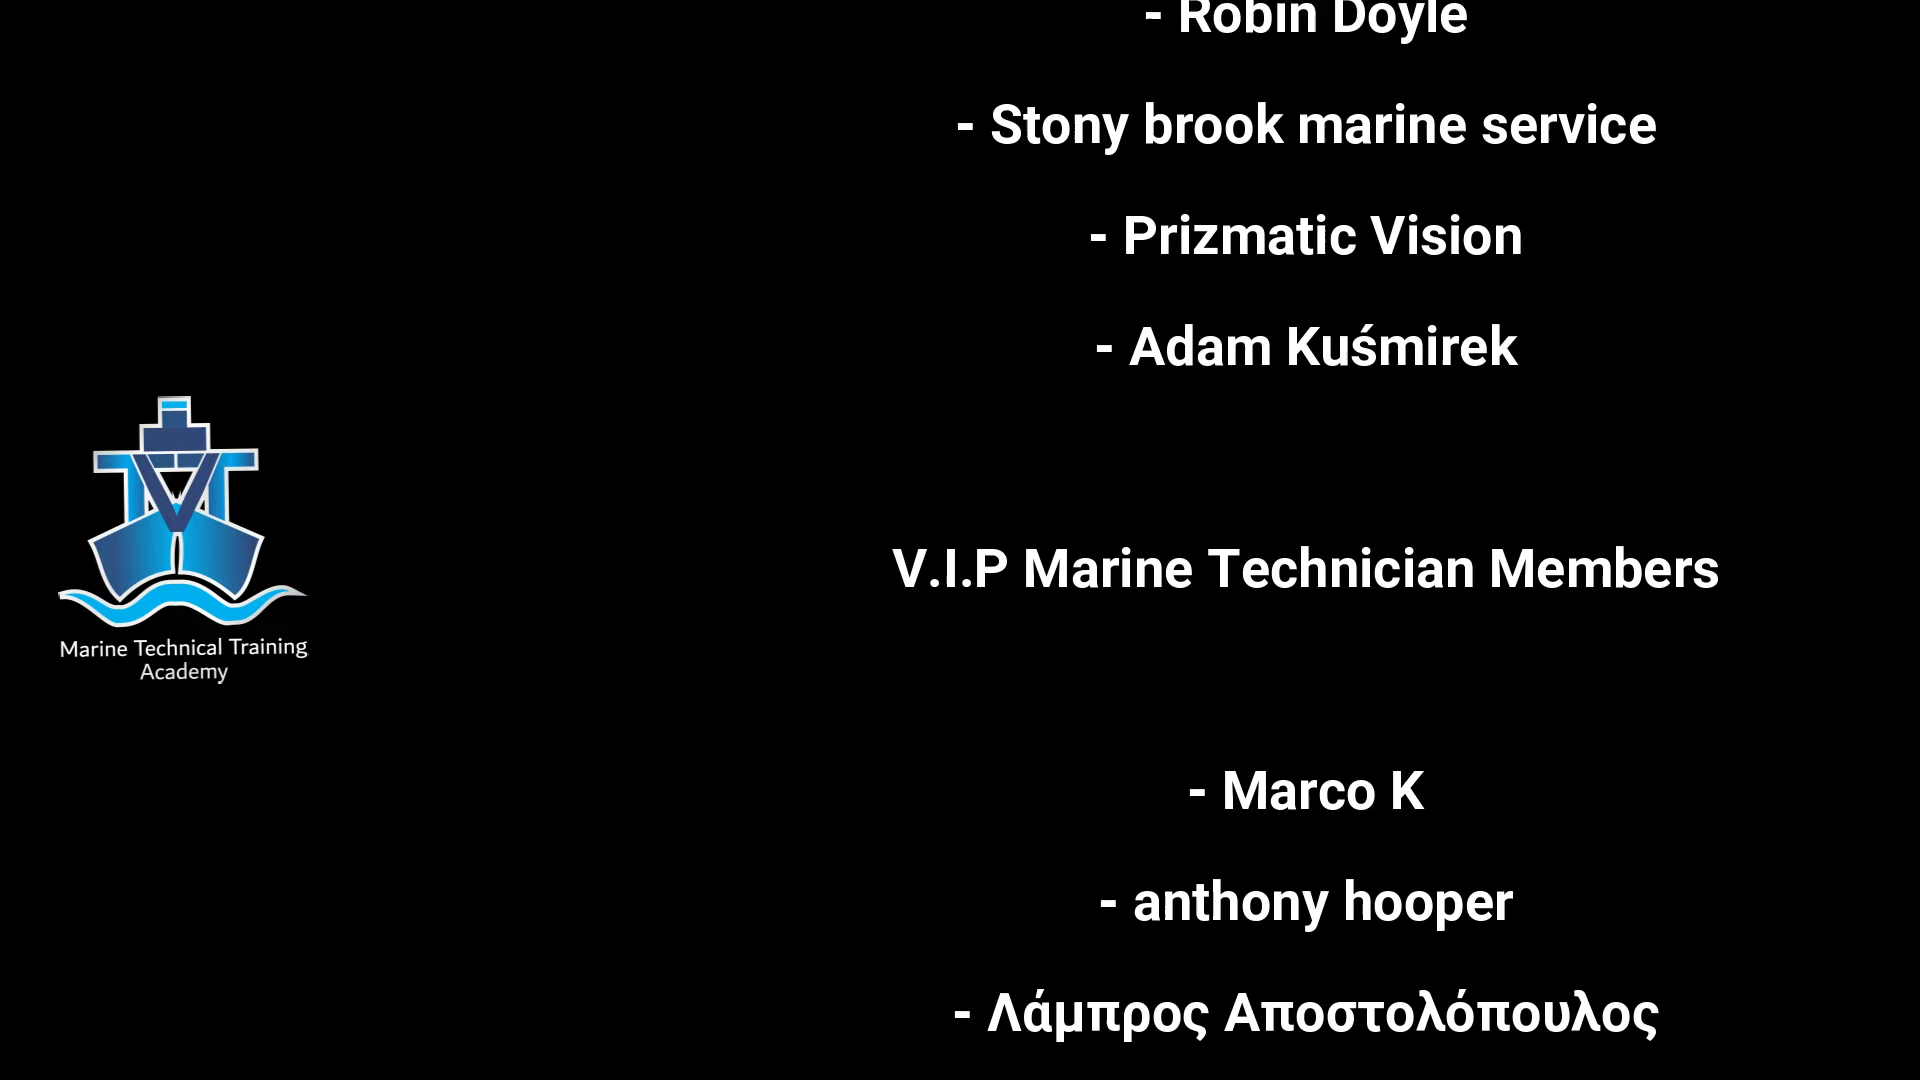 - Robin Doyle
- Stony brook marine service
- Prizmatic Vision
- Adam Kuśmirek
Marine Technical Training
Academy
V.I.P Marine Technician Members
- Marco K
- anthony hooper
- Λάμπρος Αποστολόπουλος